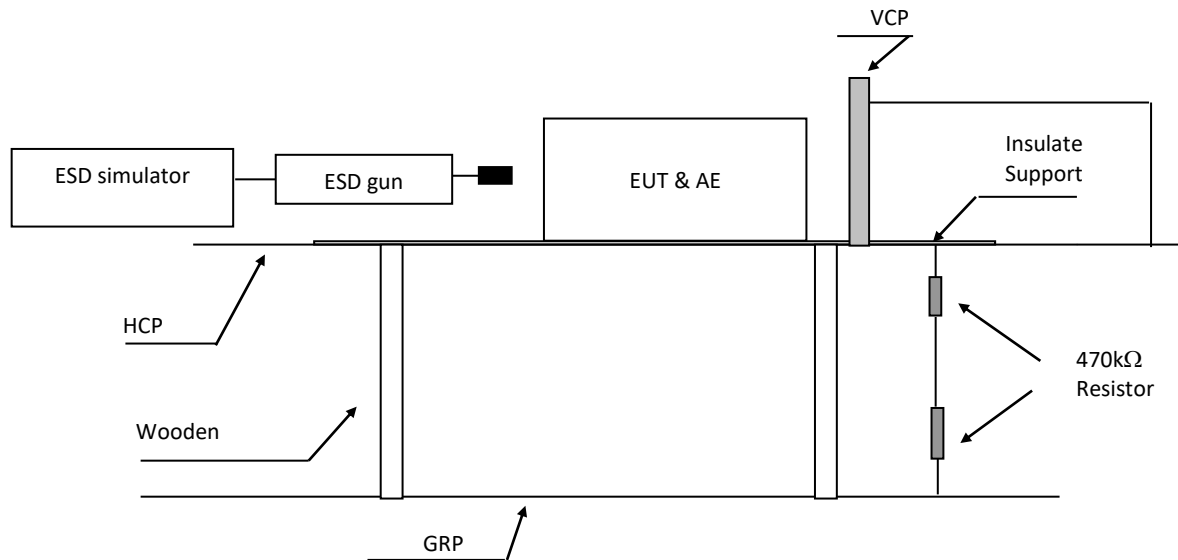 VCP
Insulate
Support
ESD simulator
ESD gun
EUT & AE
HCP
470kΩ
Resistor
Wooden
GRP